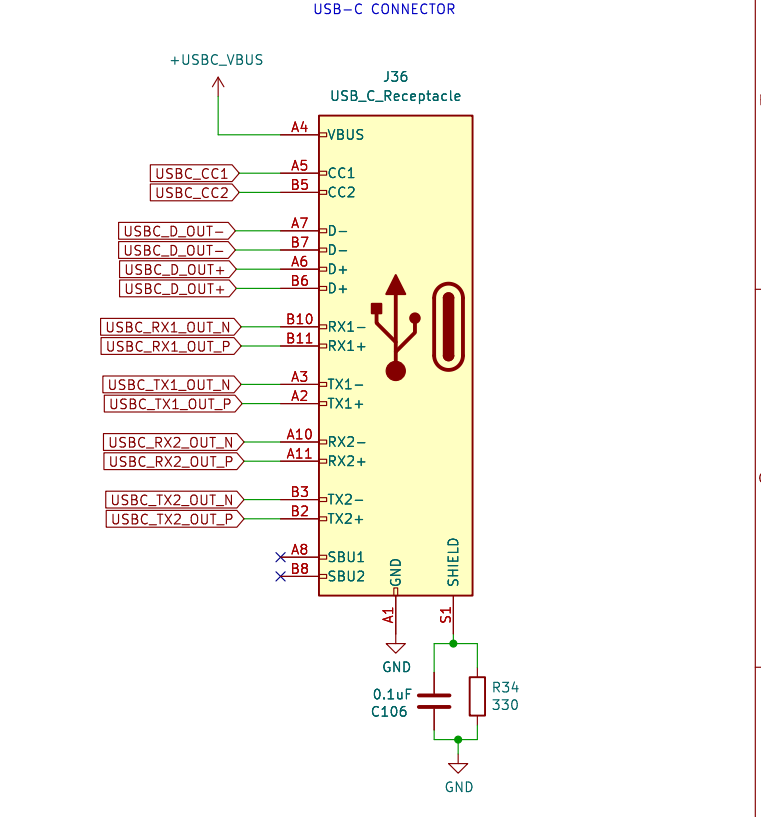 USB-C CONNECTOR
+USBC_VBUS
J36
USB_C_Receptacle
A4 VBUS
USBC_CC1 A5 CC1
USBC_CC2 B5 CC2
USBC_D_OUT- A7 D-
USBC_D_OUT- B7 D-
USBC_D_OUT+ A6 D+
USBC_D_OUT+ B6 D+
USBC_RX1_OUT_N B10 RX1-
USBC_RX1_OUT_P B11 RX1+
USBC_TX1_OUT_N A3 TX1-
USBC_TX1_OUT_P A2 TX1+
USBC_RX2_OUT_N A10 RX2-
USBC_RX2_OUT_P A11 RX2+
USBC_TX2_OUT_N B3 TX2-
USBC_TX2_OUT_P B2 TX2+
A8 SBU1
B8 SBU2
GND
SHIELD
A1
S1
GND
0.1uF
C106
R34
330
GND